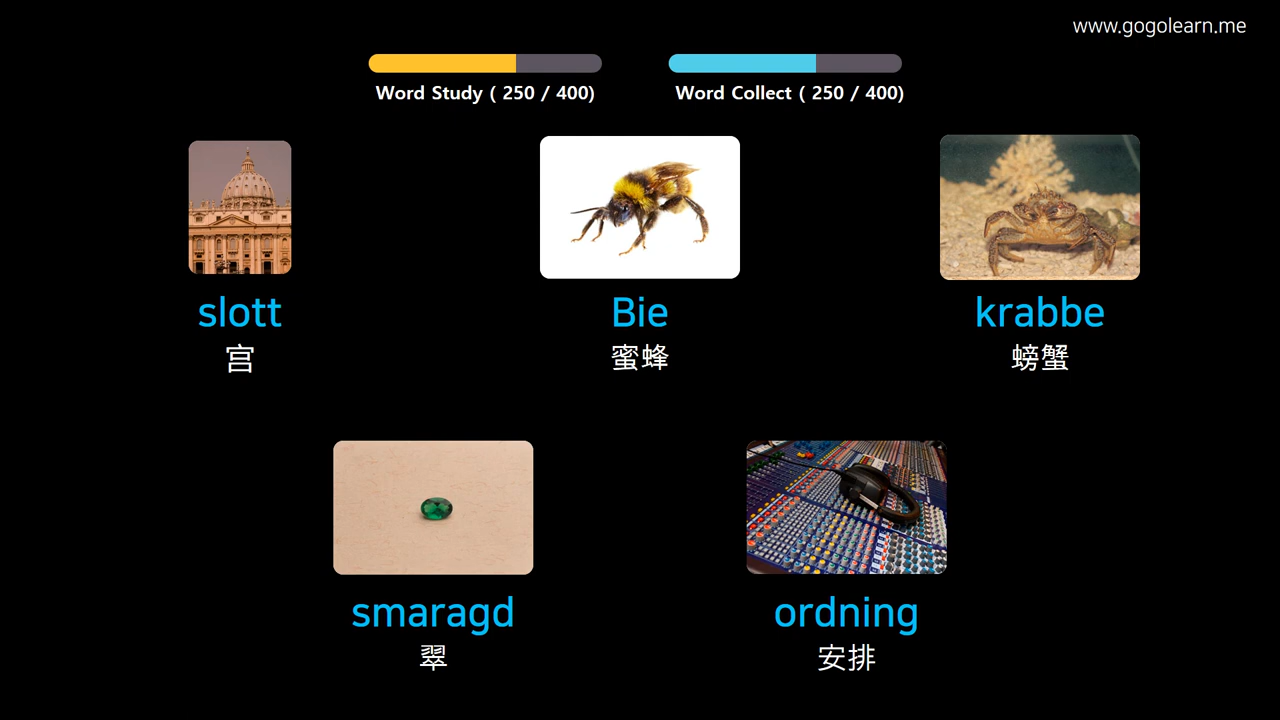 www.gogolearn.me
Word Study ( 250 / 400)
Word Collect ( 250 / 400)
slott
宫
Bie
蜜蜂
krabbe
螃蟹
smaragd
翠
ordning
安排